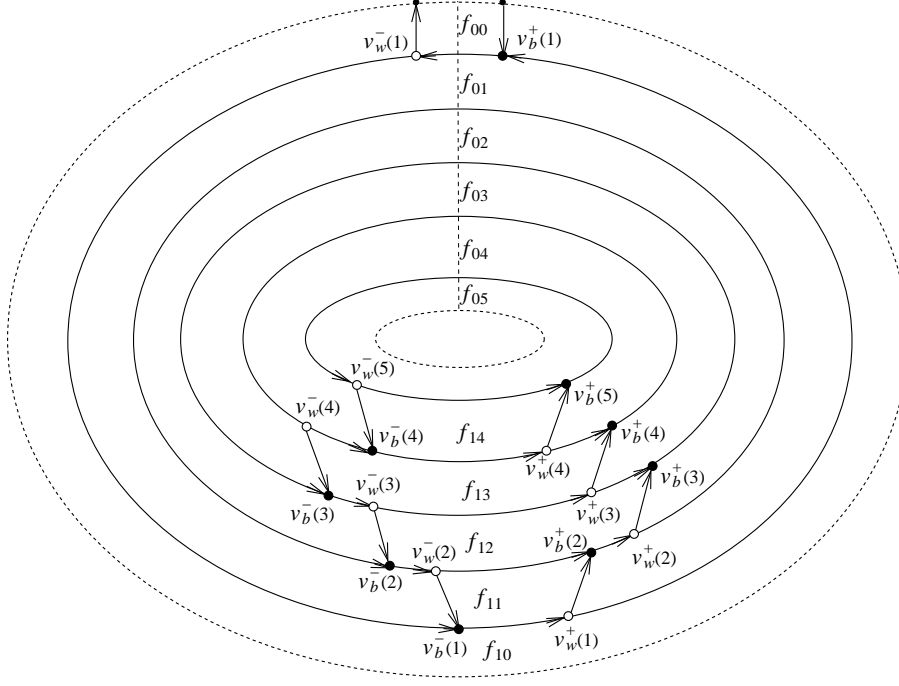 f₀₀
v_w^-(1)
v_b^+(1)
f₀₁
f₀₂
f₀₃
f₀₄
f₀₅
v_w^-(5)
v_b^+(5)
v_w^-(4)
v_b^-(4)
f₁₄
v_b^+(4)
v_w^+(4)
v_b^+(3)
v_w^-(3)
f₁₃
v_b^-(3)
v_w^+(3)
v_b^+(2)
f₁₂
v_w^-(2)
v_w^+(2)
v_b^-(2)
f₁₁
v_w^+(1)
v_b^-(1)
f₁₀